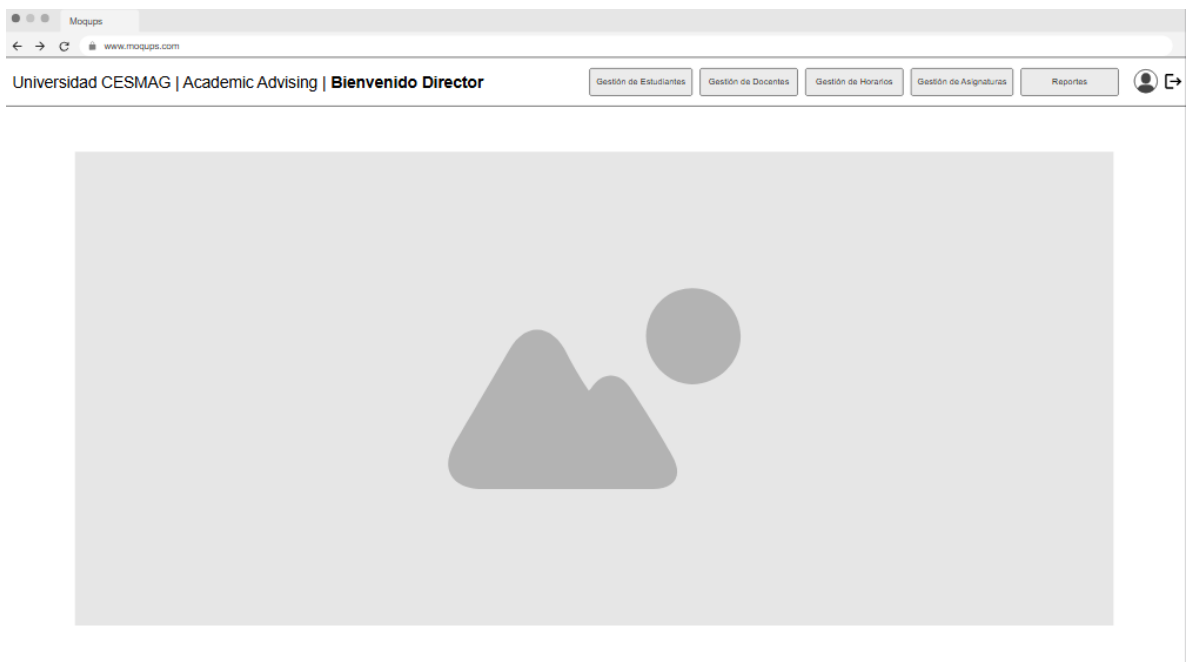 Moqups
www.moqups.com
Universidad CESMAG | Academic Advising | Bienvenido Director
Gestión de Estudiantes
Gestión de Docentes
Gestión de Horarios
Gestión de Asignaturas
Reportes